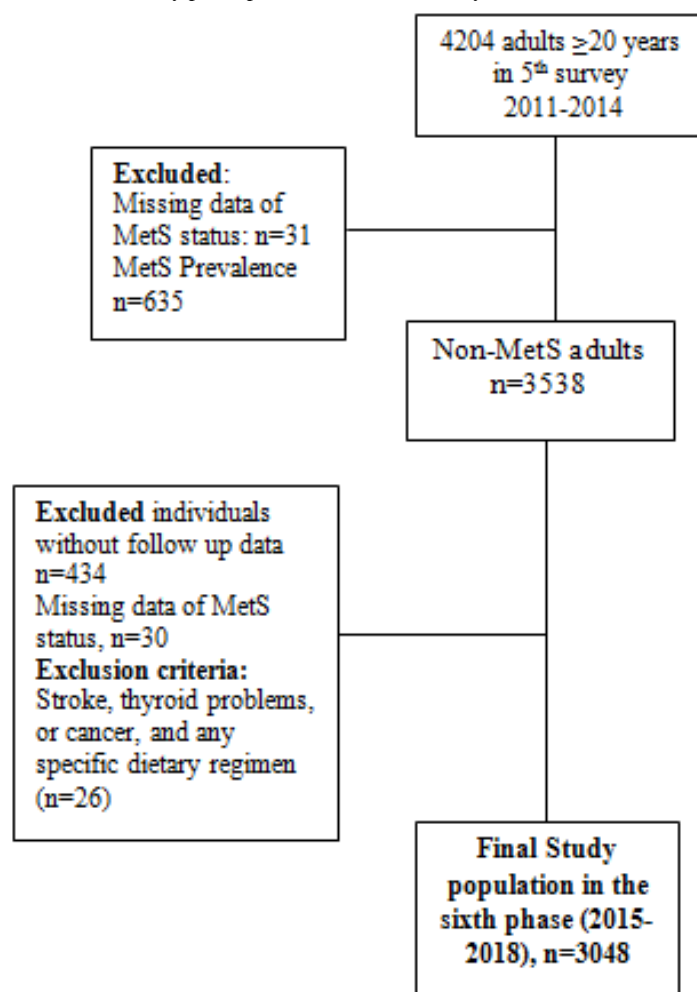 4204 adults ≥20 years
in 5th survey
2011-2014
Excluded:
Missing data of
MetS status: n=31
MetS Prevalence
n=635
Non-MetS adults
n=3538
Excluded individuals
without follow up data
n=434
Missing data of MetS
status, n=30
Exclusion criteria:
Stroke, thyroid problems,
or cancer, and any
specific dietary regimen
(n=26)
Final Study
population in the
sixth phase (2015-
2018), n=3048